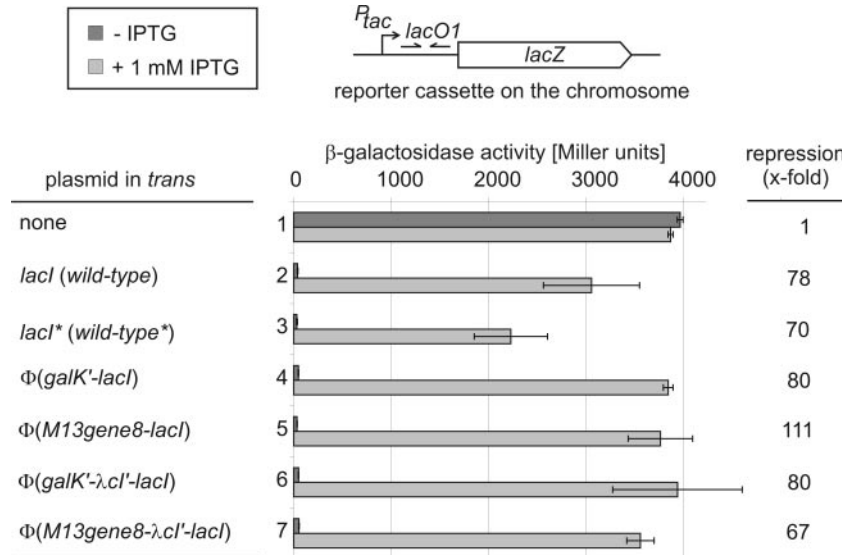 - IPTG
+ 1 mM IPTG
Ptac
lacO1
lacZ
reporter cassette on the chromosome
β-galactosidase activity [Miller units]
repression
(x-fold)
plasmid in trans
0 1000 2000 3000 4000
none 1 1
lacI (wild-type) 2 78
lacI* (wild-type*) 3 70
Φ(galK'-lacI) 4 80
Φ(M13gene8-lacI) 5 111
Φ(galK'-λcI'-lacI) 6 80
Φ(M13gene8-λcI'-lacI) 7 67